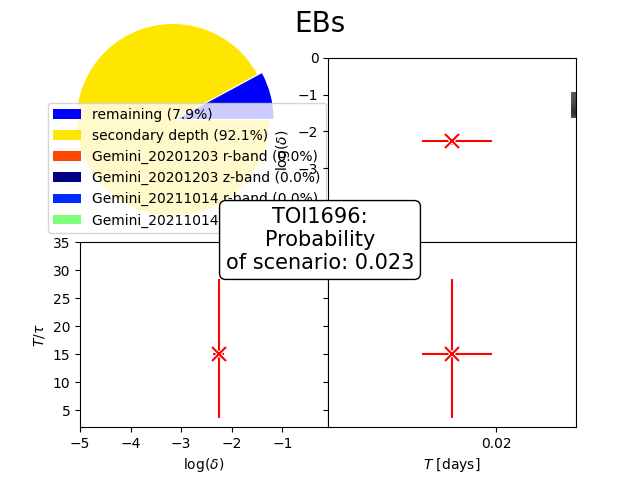 EBs
remaining (7.9%)
secondary depth (92.1%)
Gemini_20201203 r-band (0.0%)
Gemini_20201203 z-band (0.0%)
Gemini_20211014 r-band (0.0%)
Gemini_20211014
log(δ)
0
−1
−2
−3
TOI1696:
Probability
of scenario: 0.023
T/τ
35
30
25
20
15
10
5
−5 −4 −3 −2 −1
log(δ)
0.02
T [days]